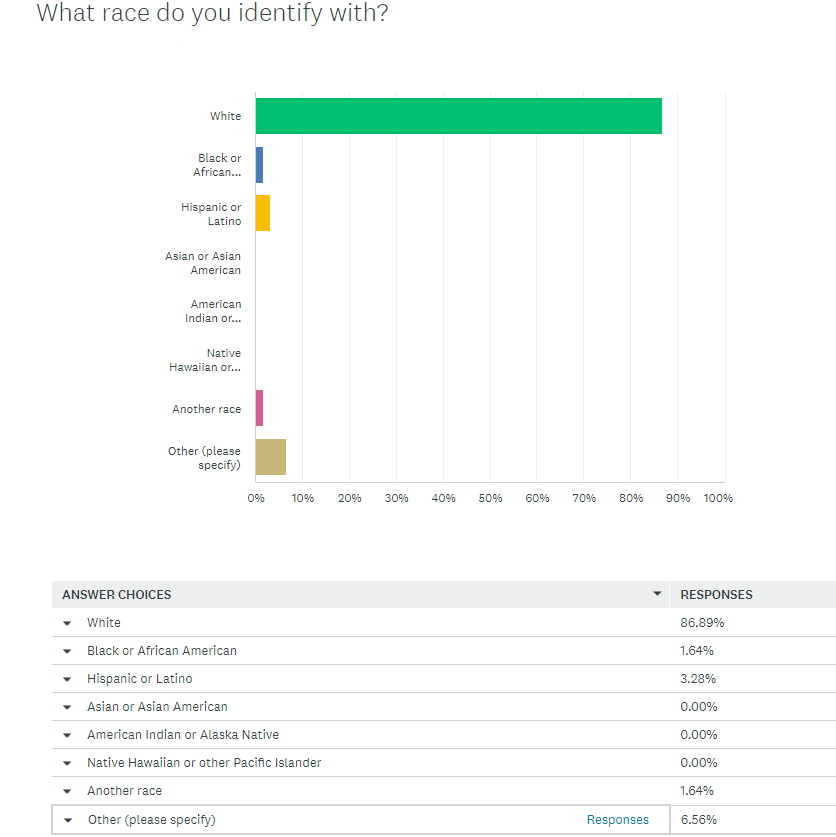 What race do you identify with?
White
Black or
African...
Hispanic or
Latino
Asian or Asian
American
American
Indian or...
Native
Hawaiian or...
Another race
Other (please
specify)
0% 10% 20% 30% 40% 50% 60% 70% 80% 90% 100%
ANSWER CHOICES RESPONSES
White 86.89%
Black or African American 1.64%
Hispanic or Latino 3.28%
Asian or Asian American 0.00%
American Indian or Alaska Native 0.00%
Native Hawaiian or other Pacific Islander 0.00%
Another race 1.64%
Other (please specify) Responses 6.56%